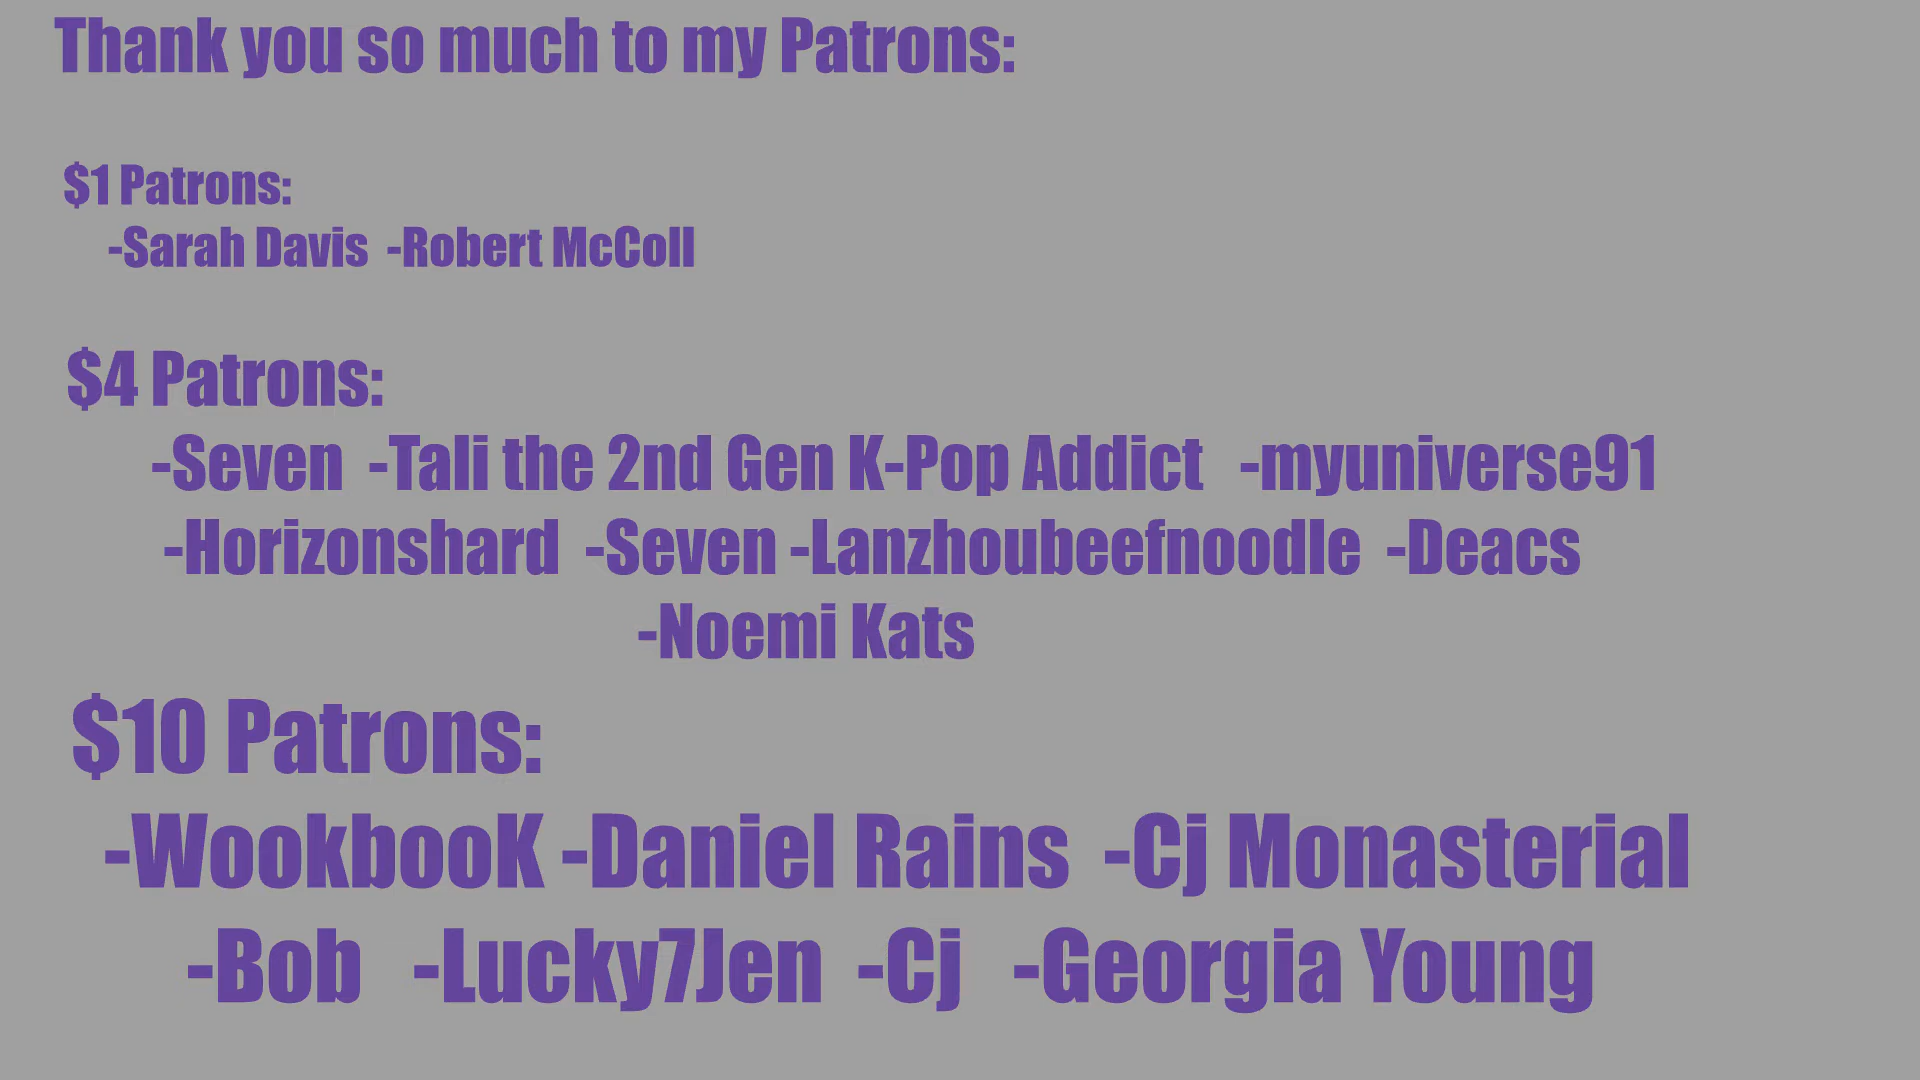 Thank you so much to my Patrons:
$1 Patrons:
-Sarah Davis -Robert McColl
$4 Patrons:
-Seven -Tali the 2nd Gen K-Pop Addict -myuniverse91
-Horizonshard -Seven -Lanzhoubeefnoodle -Deacs
-Noemi Kats
$10 Patrons:
-WookbooK -Daniel Rains -Cj Monasterial
-Bob -Lucky7Jen -Cj -Georgia Young